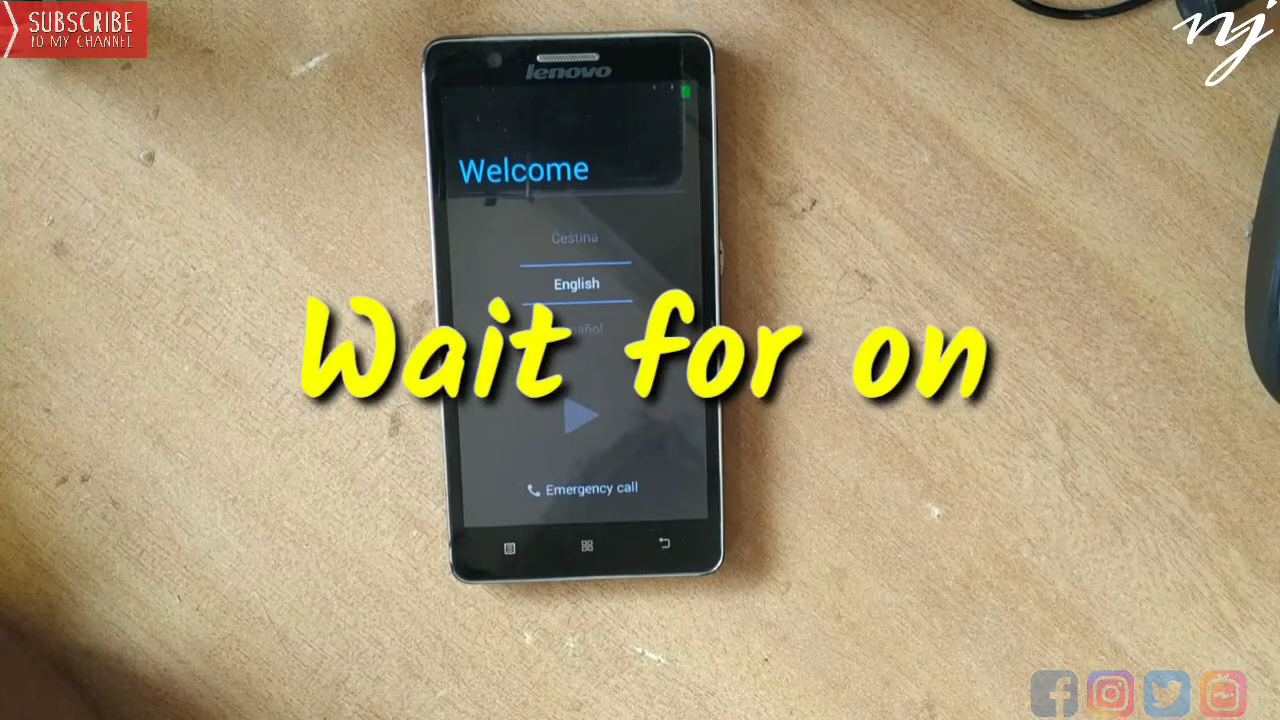 SUBSCRIBE
TO MY CHANNEL
nj
lenovo
Welcome
Čeština
English
Wait for on
Emergency call